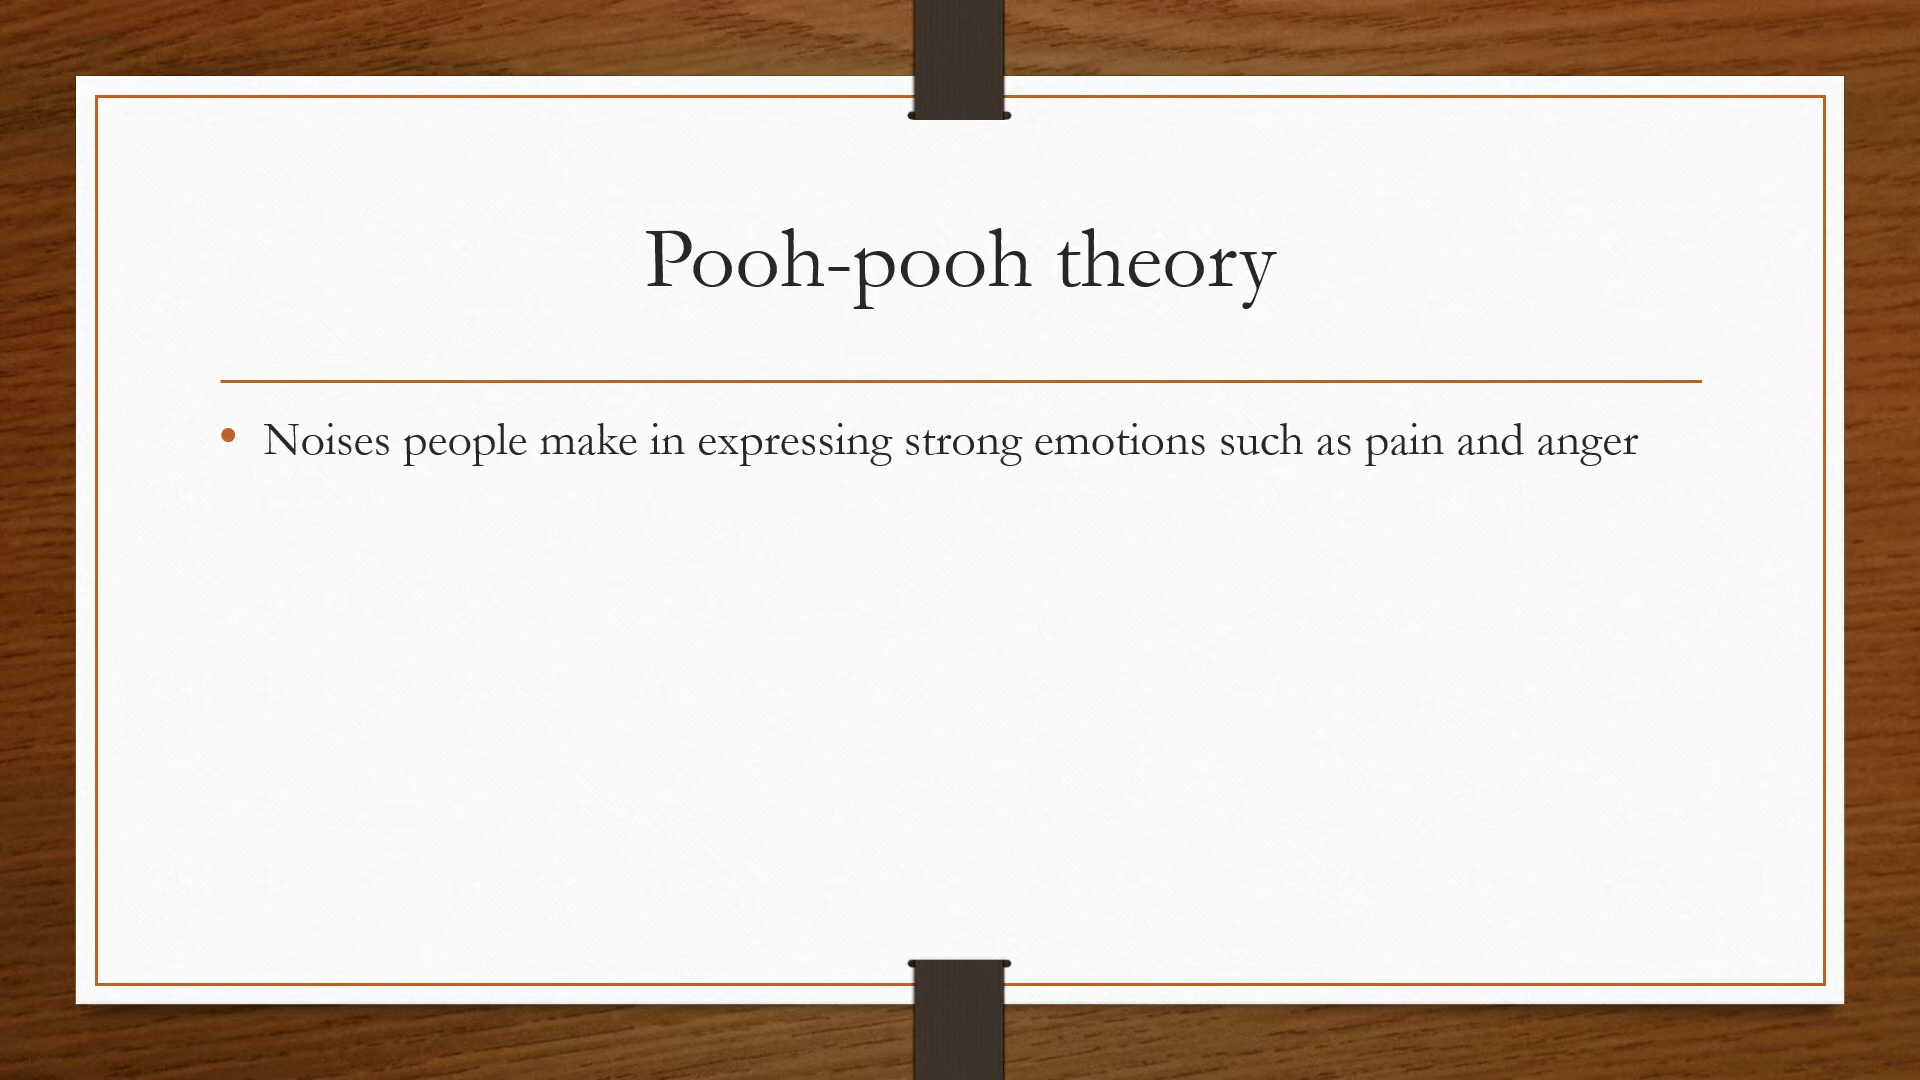 Pooh-pooh theory
• Noises people make in expressing strong emotions such as pain and anger